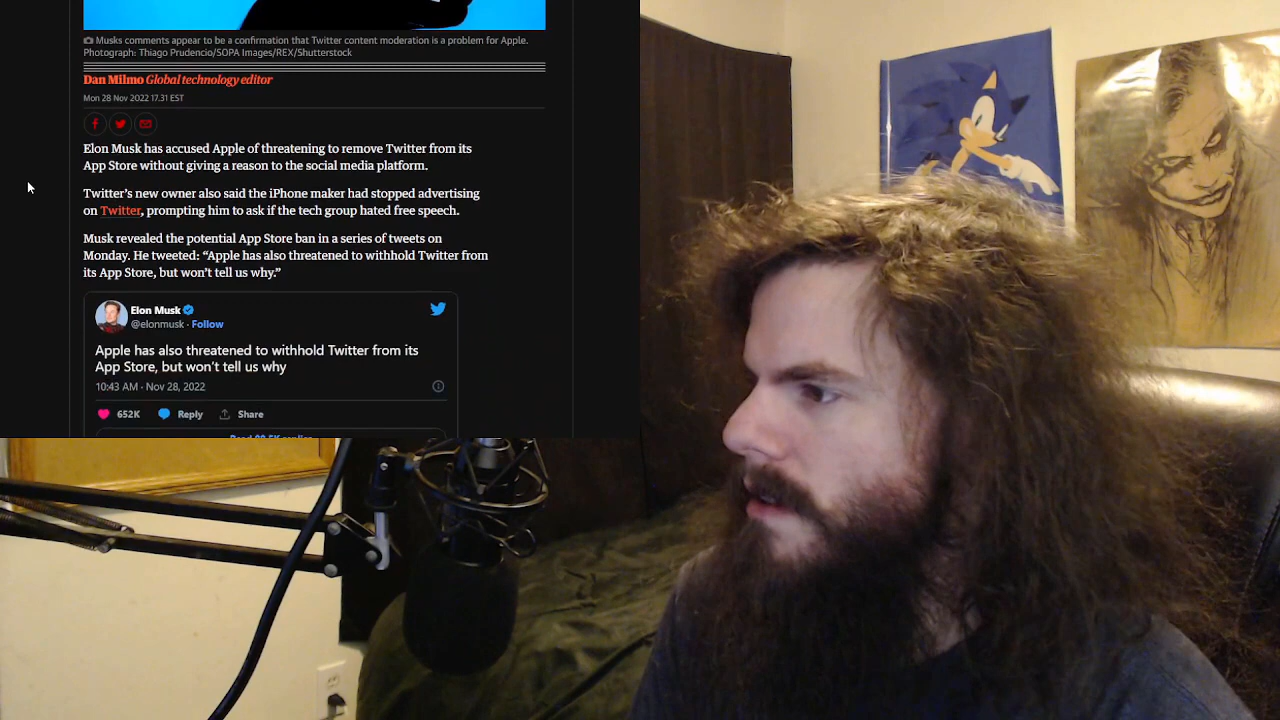 Musks comments appear to be a confirmation that Twitter content moderation is a problem for Apple.
Photograph: Thiago Prudencio/SOPA Images/REX/Shutterstock
Dan Milmo Global technology editor
Mon 28 Nov 2022 17.31 EST
Elon Musk has accused Apple of threatening to remove Twitter from its
App Store without giving a reason to the social media platform.
Twitter’s new owner also said the iPhone maker had stopped advertising
on Twitter, prompting him to ask if the tech group hated free speech.
Musk revealed the potential App Store ban in a series of tweets on
Monday. He tweeted: “Apple has also threatened to withhold Twitter from
its App Store, but won’t tell us why.”
Elon Musk
@elonmusk · Follow
Apple has also threatened to withhold Twitter from its
App Store, but won’t tell us why
10:43 AM · Nov 28, 2022
652K Reply Share